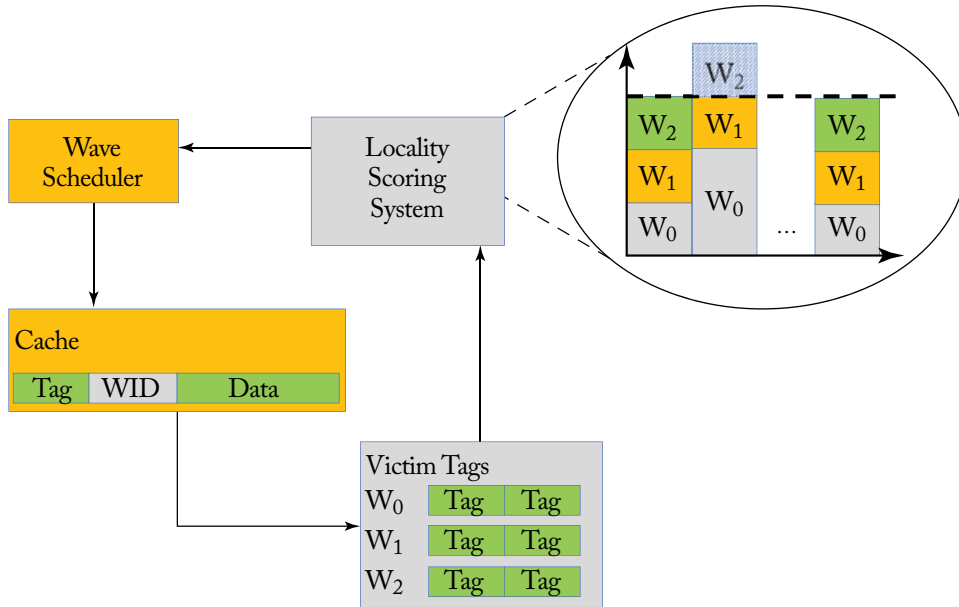 Wave
Scheduler
Locality
Scoring
System
W₂
W₂
W₁
W₀
W₁
W₀
...
W₂
W₁
W₀
Cache
Tag WID Data
Victim Tags
W₀ Tag Tag
W₁ Tag Tag
W₂ Tag Tag